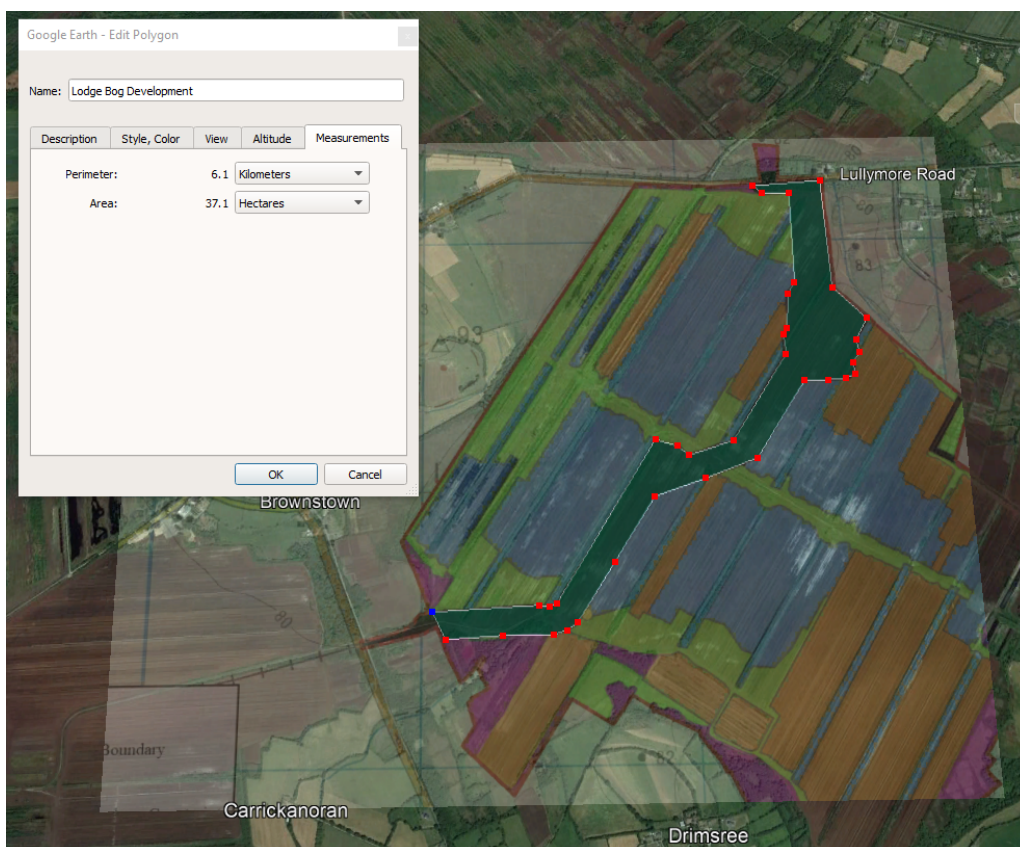 Google Earth - Edit Polygon
Name: Lodge Bog Development
Description Style, Color View Altitude Measurements
Perimeter: 6.1 Kilometers
Area: 37.1 Hectares
OK Cancel
Lullymore Road
83
93
Brownstown
80
Boundary
82
Carrickanoran
Drimsree